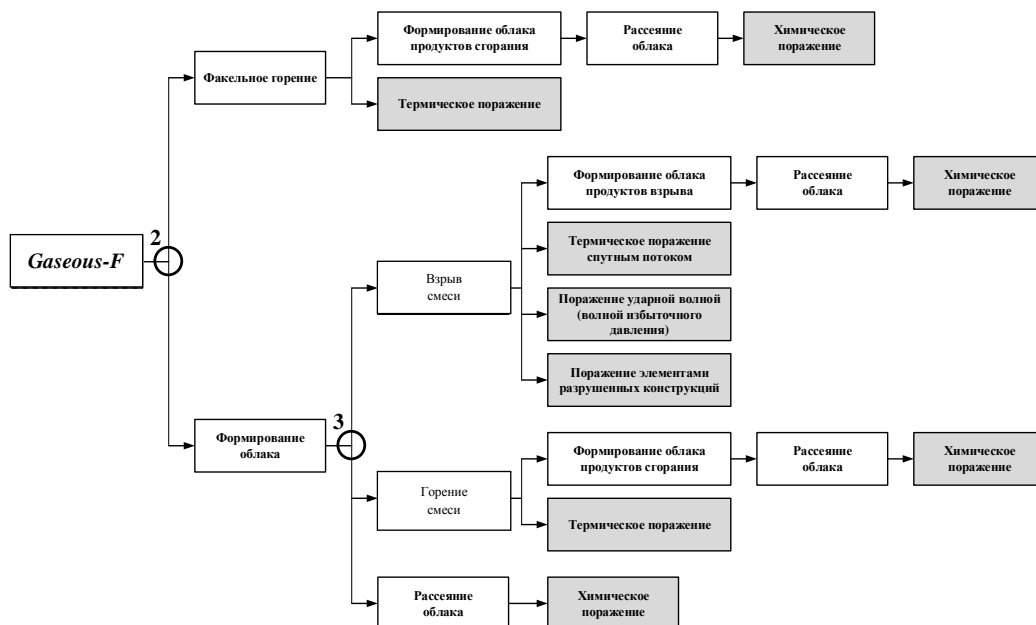 Формирование облака
продуктов сгорания
Рассеяние
облака
Химическое
поражение
Факельное горение
Термическое поражение
Формирование облака
продуктов взрыва
Рассеяние
облака
Химическое
поражение
2
Gaseous-F
Термическое поражение
спутным потоком
Взрыв
смеси
Поражение ударной волной
(волной избыточного
давления)
Поражение элементами
разрушенных конструкций
3
Формирование
облака
Формирование облака
продуктов сгорания
Рассеяние
облака
Химическое
поражение
Горение
смеси
Термическое поражение
Рассеяние
облака
Химическое
поражение